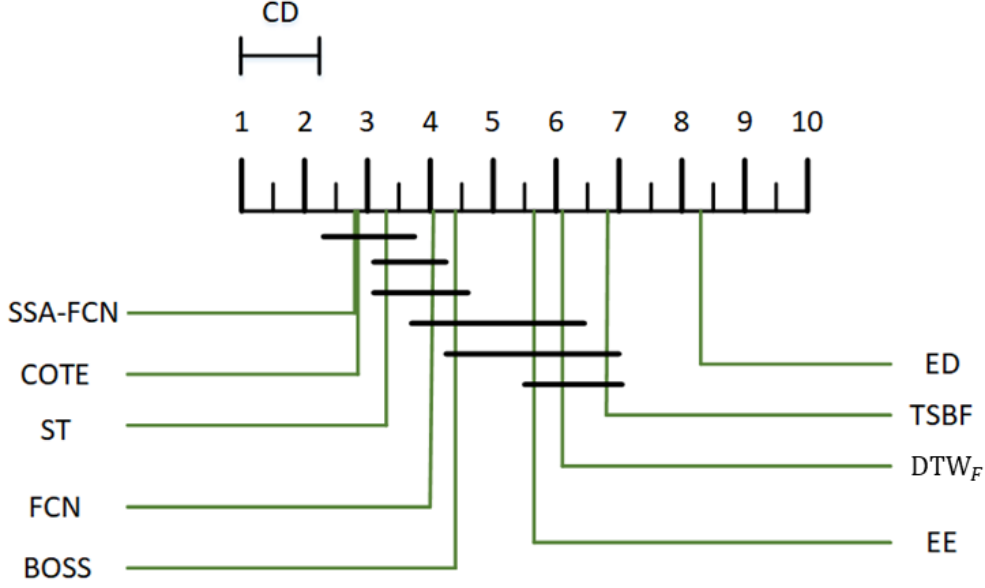 CD
1 2 3 4 5 6 7 8 9 10
SSA-FCN
COTE
ST
FCN
BOSS
ED
TSBF
DTW_F
EE